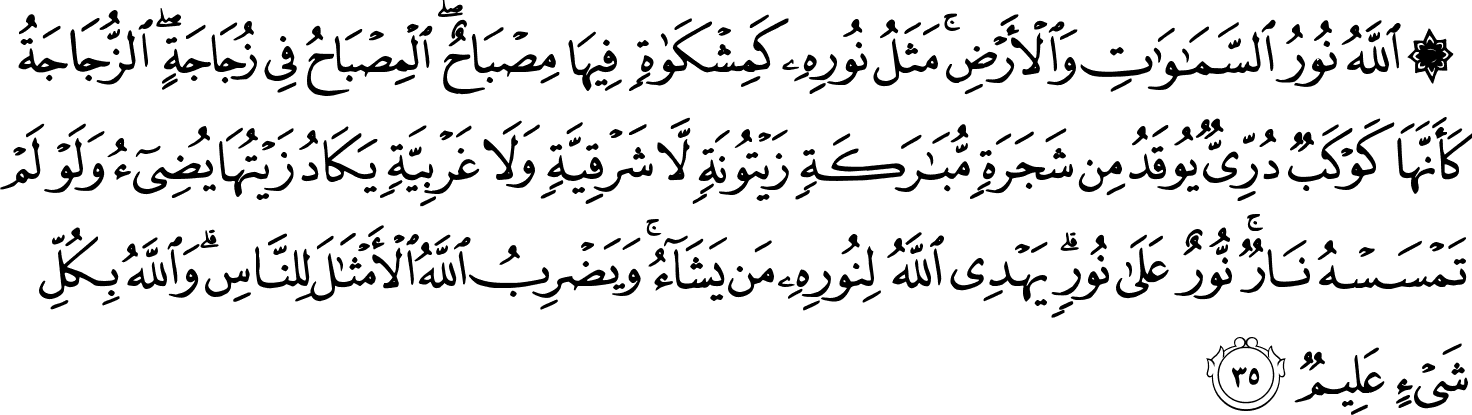 ۞ ٱللَّهُ نُورُ ٱلسَّمَـٰوَٰتِ وَٱلْأَرْضِ ۚ مَثَلُ نُورِهِۦ كَمِشْكَوٰةٍ فِيهَا مِصْبَاحٌ ۖ ٱلْمِصْبَاحُ فِى زُجَاجَةٍ ۖ ٱلزُّجَاجَةُ
كَأَنَّهَا كَوْكَبٌ دُرِّىٌّ يُوقَدُ مِن شَجَرَةٍ مُّبَـٰرَكَةٍ زَيْتُونَةٍ لَّا شَرْقِيَّةٍ وَلَا غَرْبِيَّةٍ يَكَادُ زَيْتُهَا يُضِىٓءُ وَلَوْ لَمْ
تَمْسَسْهُ نَارٌ ۚ نُّورٌ عَلَىٰ نُورٍ ۗ يَهْدِى ٱللَّهُ لِنُورِهِۦ مَن يَشَآءُ ۚ وَيَضْرِبُ ٱللَّهُ ٱلْأَمْثَـٰلَ لِلنَّاسِ ۗ وَٱللَّهُ بِكُلِّ
شَىْءٍ عَلِيمٌ ٣٥